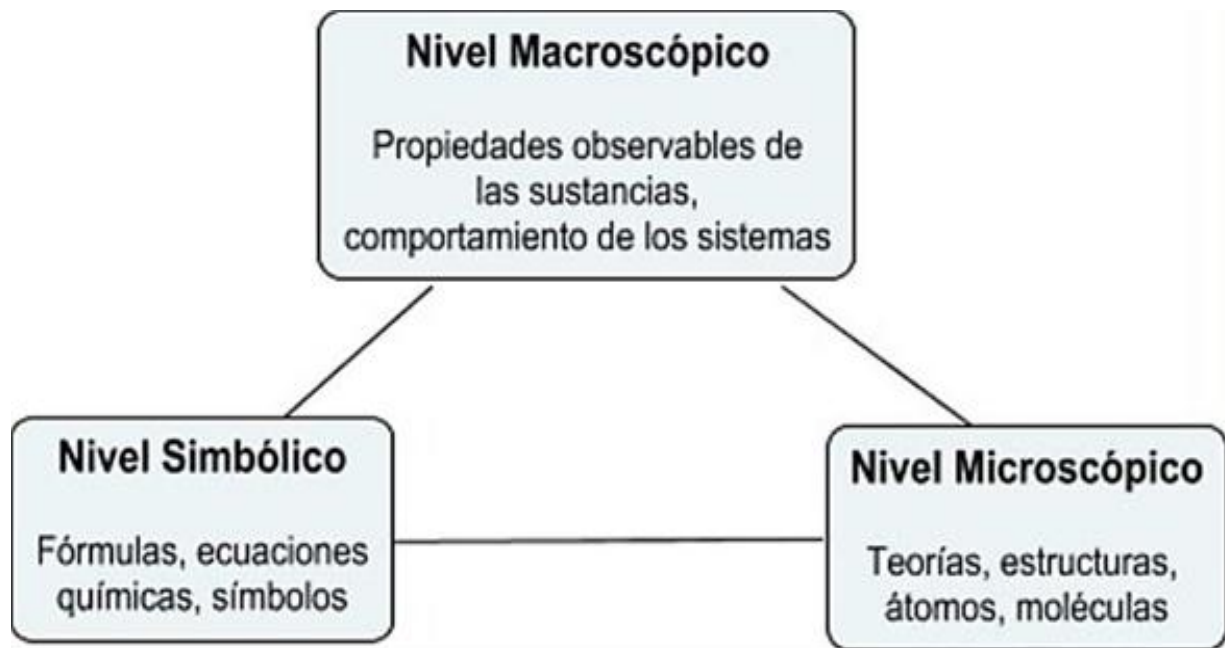 Nivel Macroscópico
Propiedades observables de
las sustancias,
comportamiento de los sistemas
Nivel Simbólico
Fórmulas, ecuaciones
químicas, símbolos
Nivel Microscópico
Teorías, estructuras,
átomos, moléculas